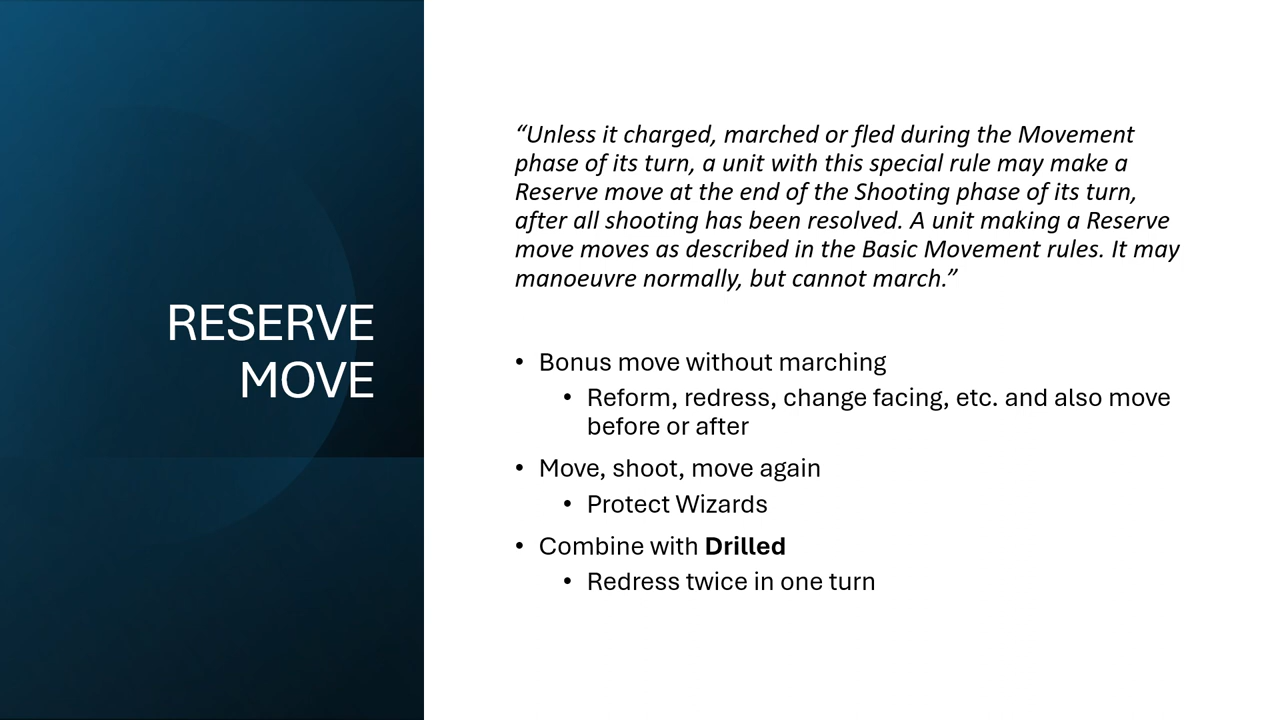 RESERVE
MOVE
“Unless it charged, marched or fled during the Movement
phase of its turn, a unit with this special rule may make a
Reserve move at the end of the Shooting phase of its turn,
after all shooting has been resolved. A unit making a Reserve
move moves as described in the Basic Movement rules. It may
manoeuvre normally, but cannot march.”
• Bonus move without marching
• Reform, redress, change facing, etc. and also move
before or after
• Move, shoot, move again
• Protect Wizards
• Combine with Drilled
• Redress twice in one turn